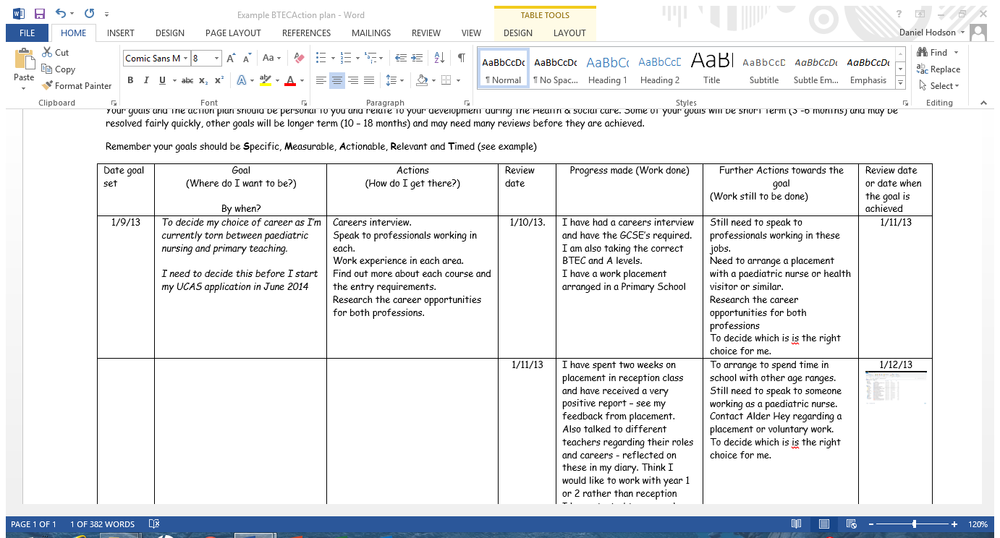 Example BTECAction plan - Word
TABLE TOOLS
FILE
HOME
INSERT
DESIGN
PAGE LAYOUT
REFERENCES
MAILINGS
REVIEW
VIEW
DESIGN
LAYOUT
Daniel Hodson
Paste
Cut
Copy
Format Painter
Clipboard
Comic Sans M
8
Font
Paragraph
AaBbCcDc
¶ Normal
AaBbCcDc
¶ No Spac...
AaBbC(
Heading 1
AaBbCcD
Heading 2
AaBl
Title
AaBbCcD
Subtitle
AaBbCcDc
Subtle Em...
AaBbCcDc
Emphasis
Styles
Find
Replace
Select
Editing
Your goals and the action plan should be personal to you and relate to your development during the Health & social care. Some of your goals will be short term (3 -6 months) and may be
resolved fairly quickly, other goals will be longer term (10 – 18 months) and may need many reviews before they are achieved.
Remember your goals should be Specific, Measurable, Actionable, Relevant and Timed (see example)
Date goal
set
Goal
(Where do I want to be?)
By when?
Actions
(How do I get there?)
Review
date
Progress made (Work done)
Further Actions towards the
goal
(Work still to be done)
Review date
or date when
the goal is
achieved
1/9/13
To decide my choice of career as I'm
currently torn between paediatric
nursing and primary teaching.
I need to decide this before I start
my UCAS application in June 2014
Careers interview.
Speak to professionals working in
each.
Work experience in each area.
Find out more about each course and
the entry requirements.
Research the career opportunities
for both professions.
1/10/13.
I have had a careers interview
and have the GCSE's required.
I am also taking the correct
BTEC and A levels.
I have a work placement
arranged in a Primary School
Still need to speak to
professionals working in these
jobs.
Need to arrange a placement
with a paediatric nurse or health
visitor or similar.
Research the career
opportunities for both
professions
To decide which is is the right
choice for me.
1/11/13
1/11/13
I have spent two weeks on
placement in reception class
and have received a very
positive report – see my
feedback from placement.
Also talked to different
teachers regarding their roles
and careers – reflected on
these in my diary. Think I
would like to work with year 1
or 2 rather than reception
To arrange to spend time in
school with other age ranges.
Still need to speak to someone
working as a paediatric nurse.
Contact Alder Hey regarding a
placement or voluntary work.
To decide which is is the right
choice for me.
1/12/13
PAGE 1 OF 1
1 OF 382 WORDS
120%